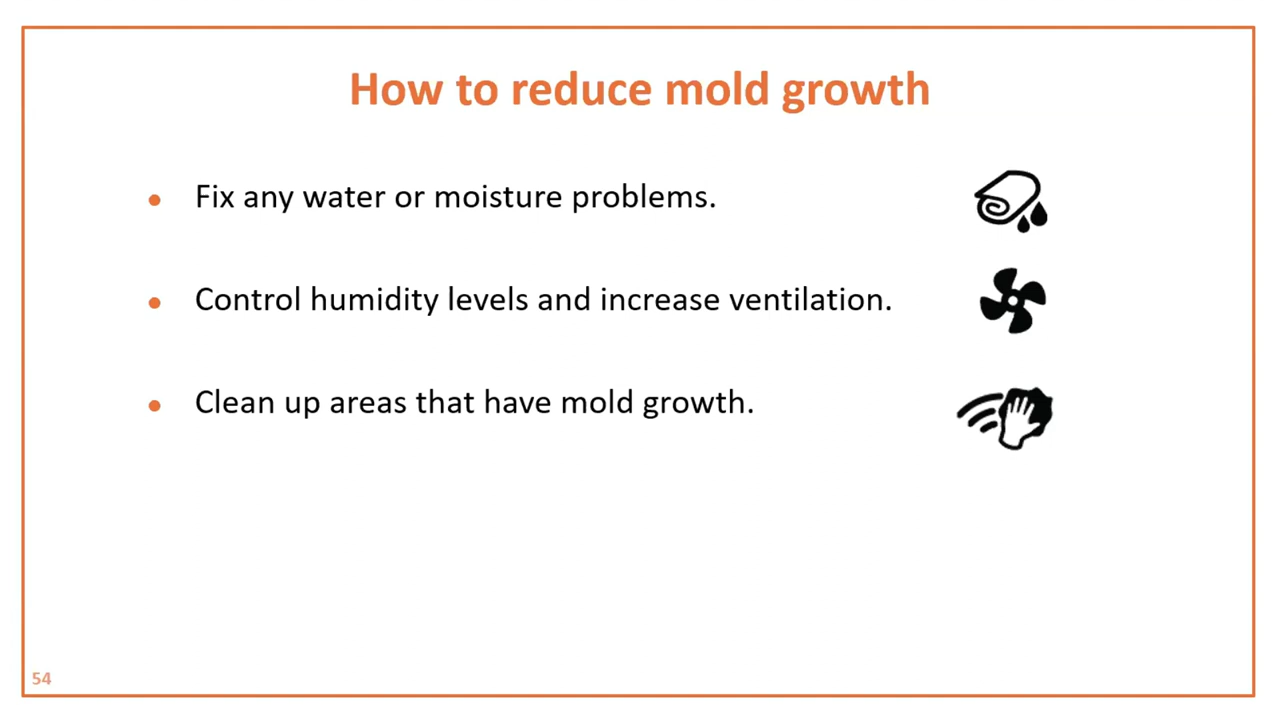 How to reduce mold growth
• Fix any water or moisture problems.
• Control humidity levels and increase ventilation.
• Clean up areas that have mold growth.
54